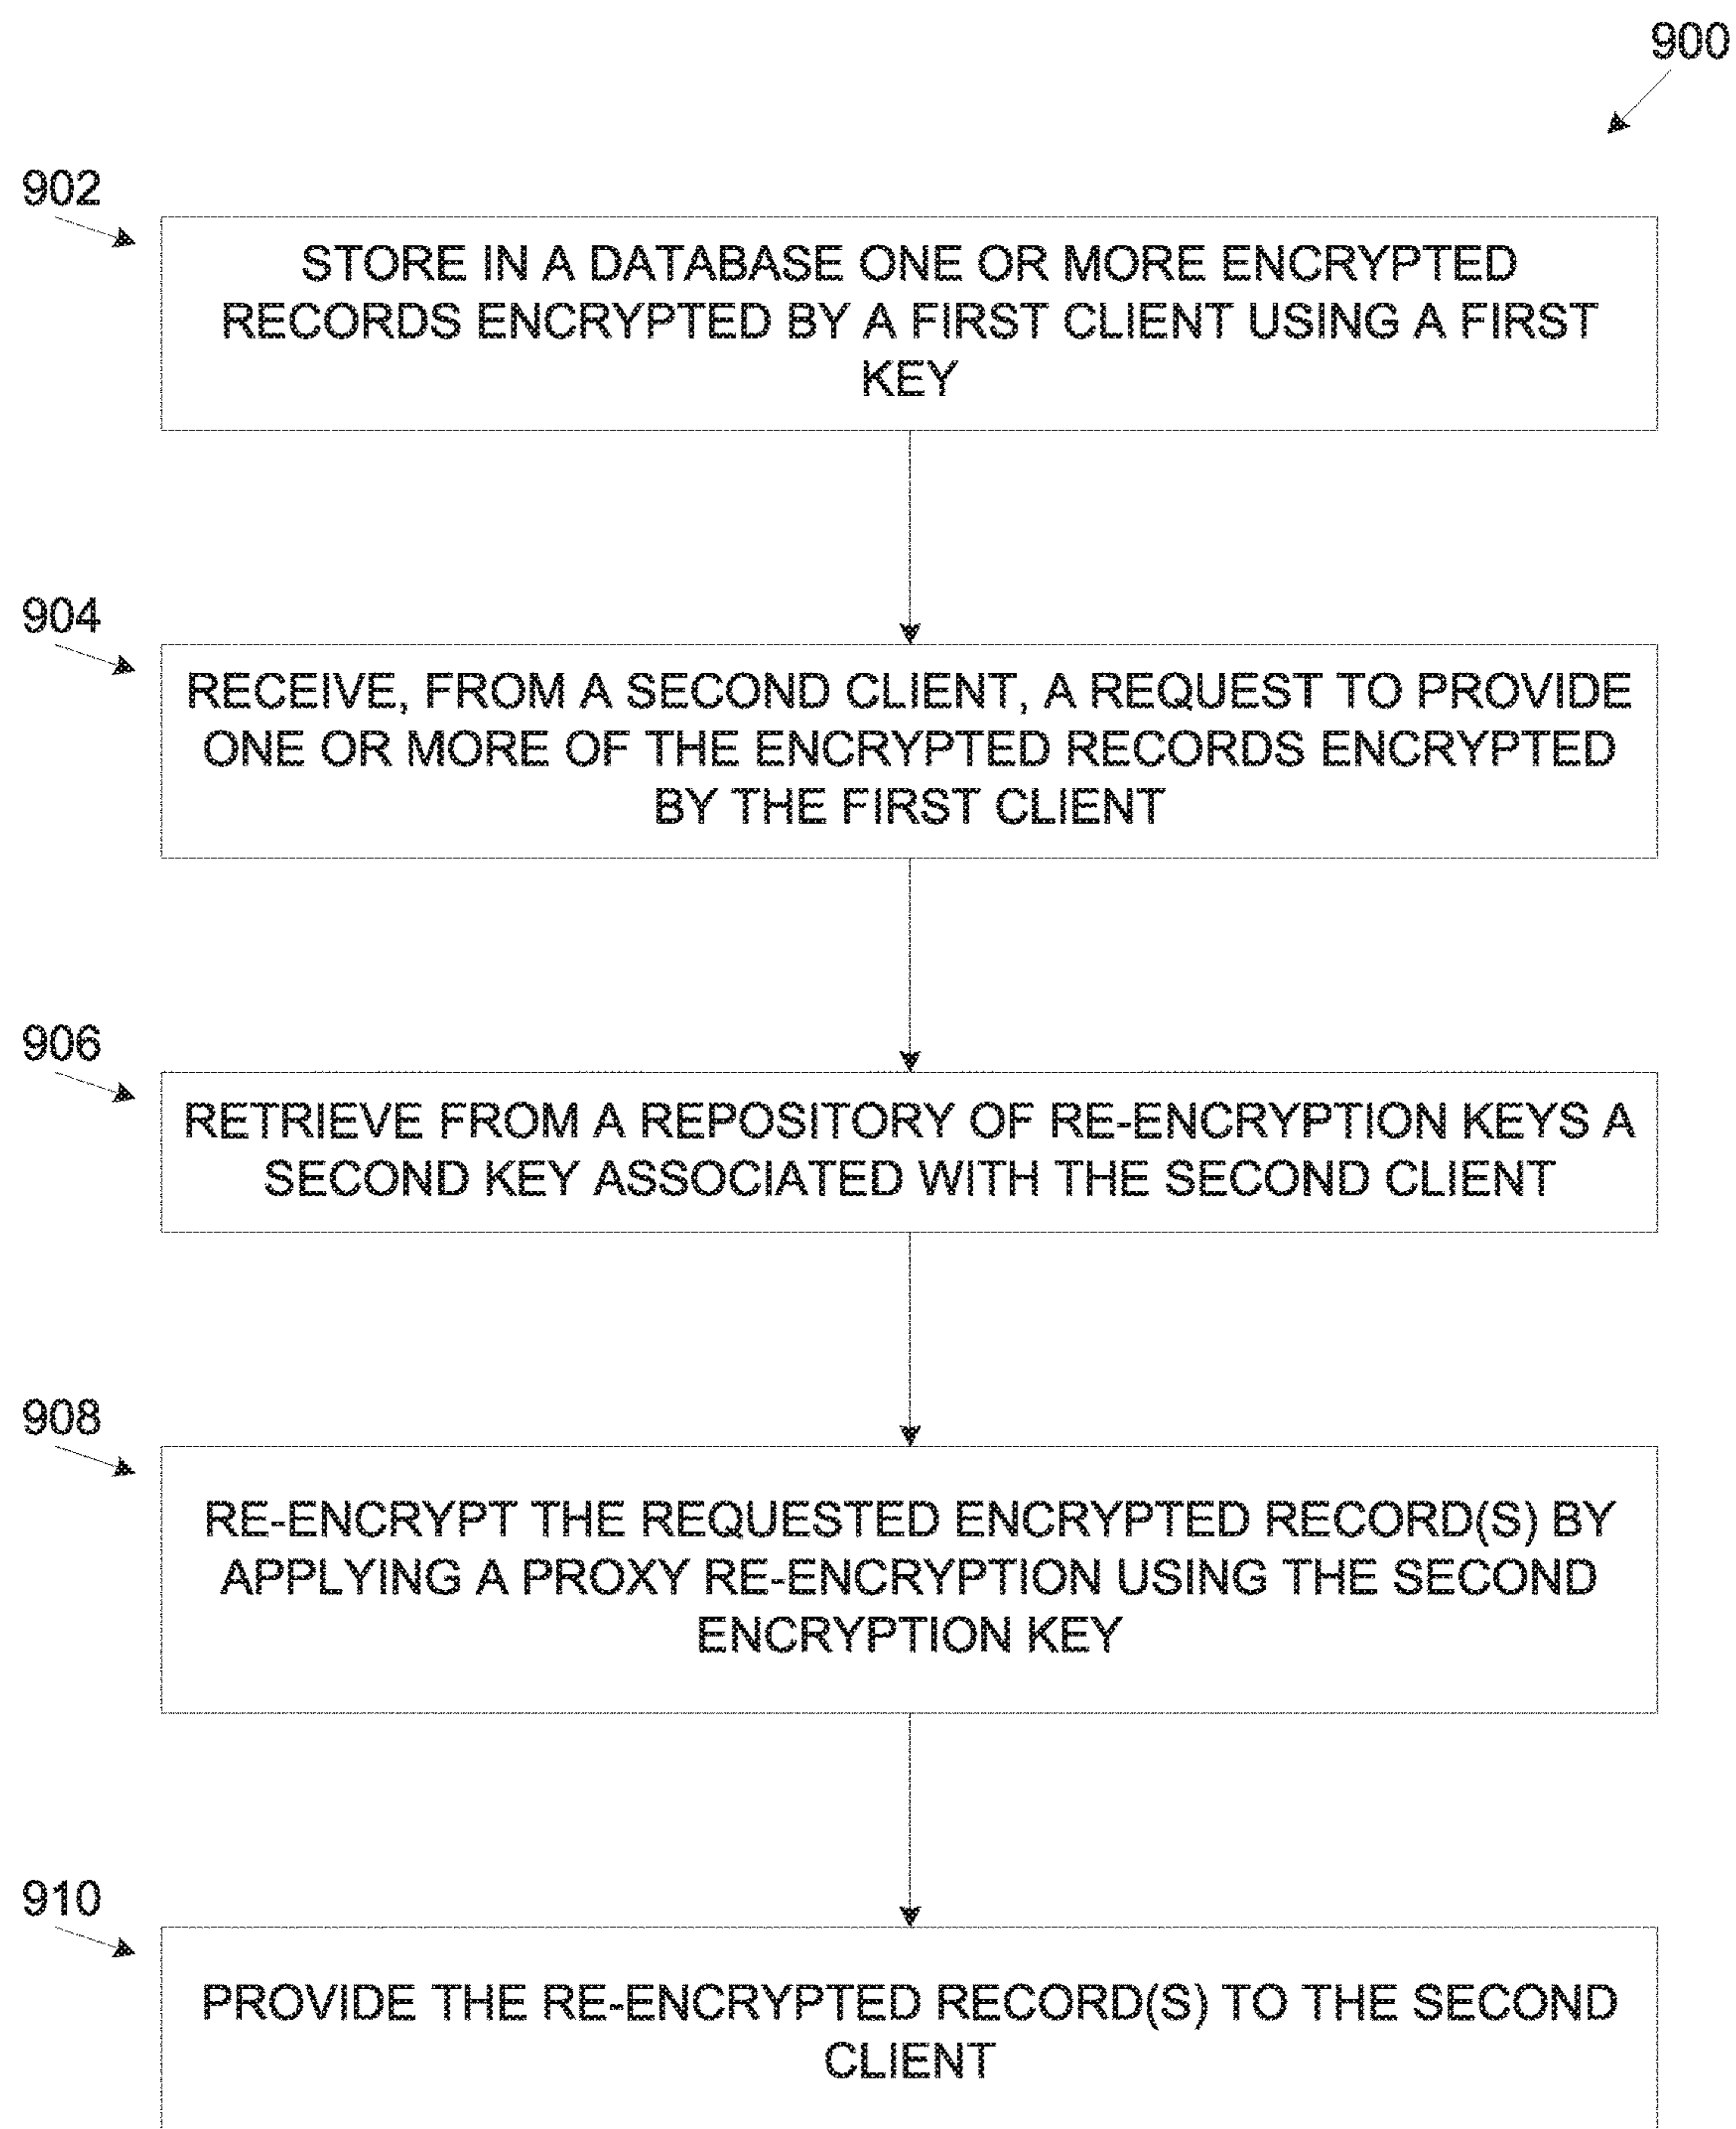 900
902
STORE IN A DATABASE ONE OR MORE ENCRYPTED
RECORDS ENCRYPTED BY A FIRST CLIENT USING A FIRST
KEY
904
RECEIVE, FROM A SECOND CLIENT, A REQUEST TO PROVIDE
ONE OR MORE OF THE ENCRYPTED RECORDS ENCRYPTED
BY THE FIRST CLIENT
906
RETRIEVE FROM A REPOSITORY OF RE-ENCRYPTION KEYS A
SECOND KEY ASSOCIATED WITH THE SECOND CLIENT
908
RE-ENCRYPT THE REQUESTED ENCRYPTED RECORD(S) BY
APPLYING A PROXY RE-ENCRYPTION USING THE SECOND
ENCRYPTION KEY
910
PROVIDE THE RE-ENCRYPTED RECORD(S) TO THE SECOND
CLIENT